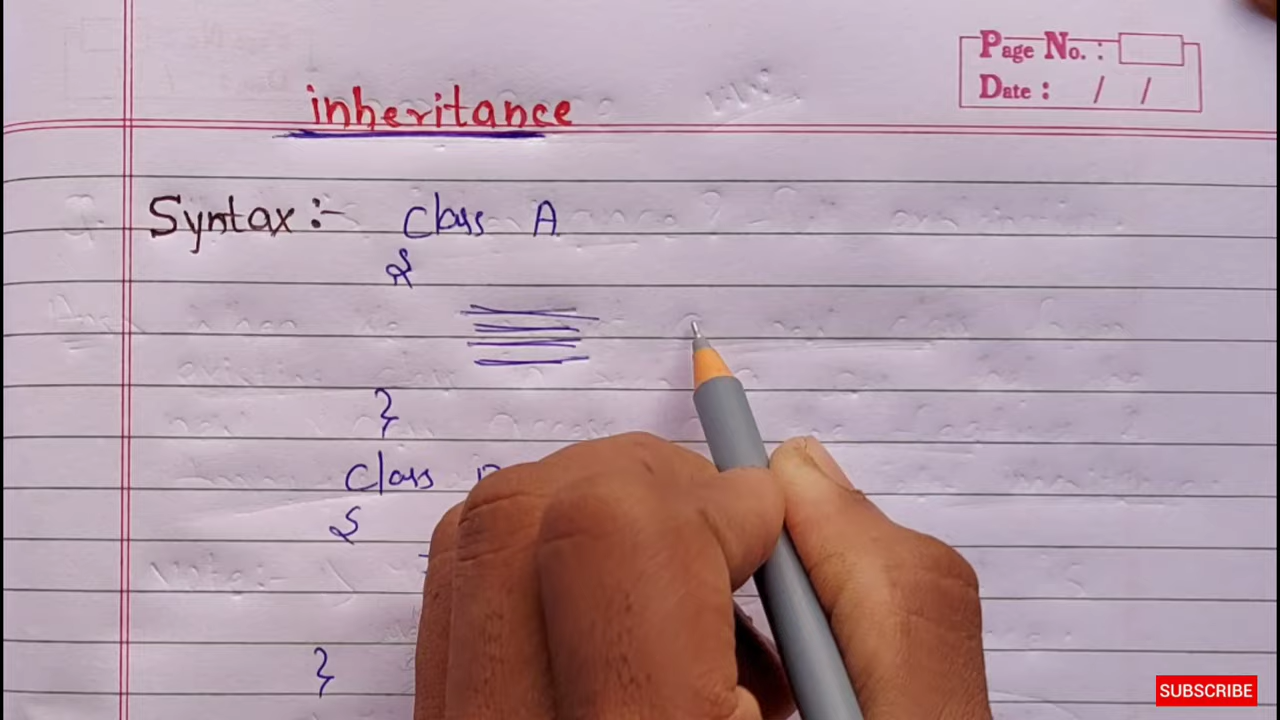 Page No. :
Date : / /
inheritance
Syntax :- Class A
{
}
Class
{
}
SUBSCRIBE